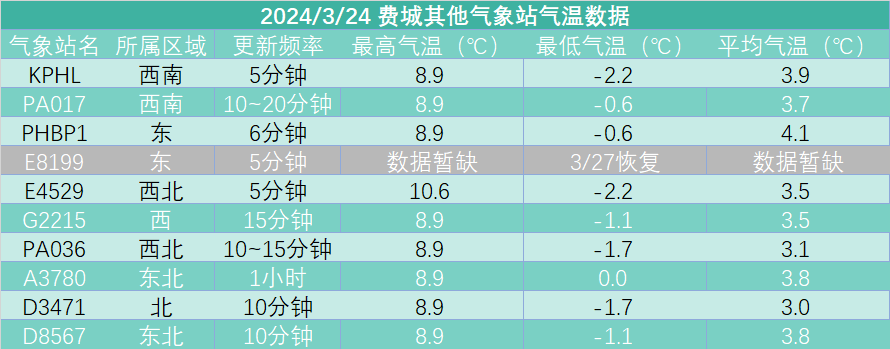 2024/3/24 费城其他气象站气温数据
气象站名 所属区域 更新频率 最高气温（℃） 最低气温（℃） 平均气温（℃）
KPHL 西南 5分钟 8.9 -2.2 3.9
PA017 西南 10~20分钟 8.9 -0.6 3.7
PHBP1 东 6分钟 8.9 -0.6 4.1
E8199 东 5分钟 数据暂缺 3/27恢复 数据暂缺
E4529 西北 5分钟 10.6 -2.2 3.5
G2215 西 15分钟 8.9 -1.1 3.5
PA036 西北 10~15分钟 8.9 -1.7 3.1
A3780 东北 1小时 8.9 0.0 3.8
D3471 北 10分钟 8.9 -1.7 3.0
D8567 东北 10分钟 8.9 -1.1 3.8